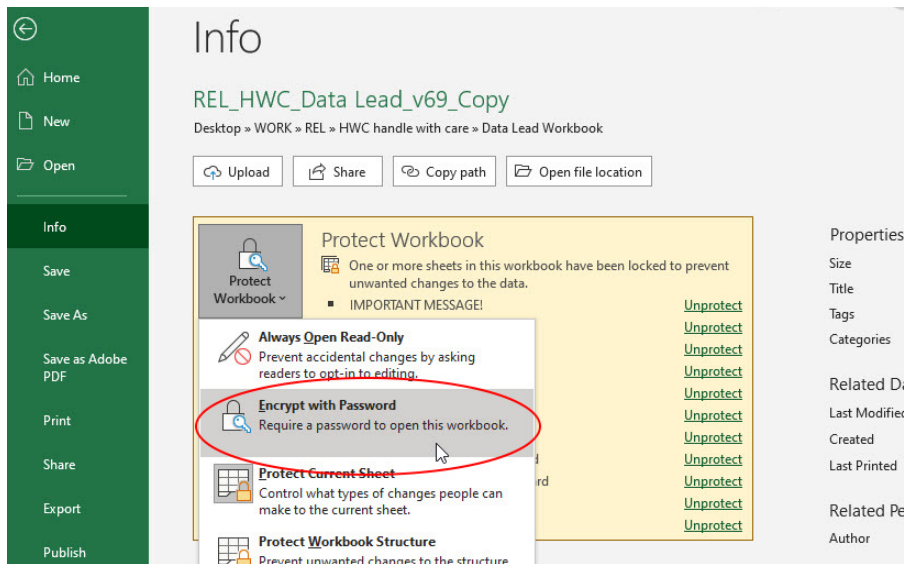 Info
Home
New
Open
Info
Save
Save As
Save as Adobe
PDF
Print
Share
Export
Publish
REL_HWC_Data Lead_v69_Copy
Desktop » WORK » REL » HWC handle with care » Data Lead Workbook
Upload
Share
Copy path
Open file location
Protect
Workbook
Protect Workbook
One or more sheets in this workbook have been locked to prevent
unwanted changes to the data.
IMPORTANT MESSAGE!
Unprotect
Unprotect
Unprotect
Unprotect
Unprotect
Unprotect
Unprotect
Unprotect
Unprotect
Unprotect
Unprotect
Always Open Read-Only
Prevent accidental changes by asking
readers to opt-in to editing.
Encrypt with Password
Require a password to open this workbook.
Protect Current Sheet
Control what types of changes people can
make to the current sheet.
Protect Workbook Structure
Prevent unwanted changes to the structure
Properties
Size
Title
Tags
Categories
Related Da
Last Modified
Created
Last Printed
Related Pe
Author